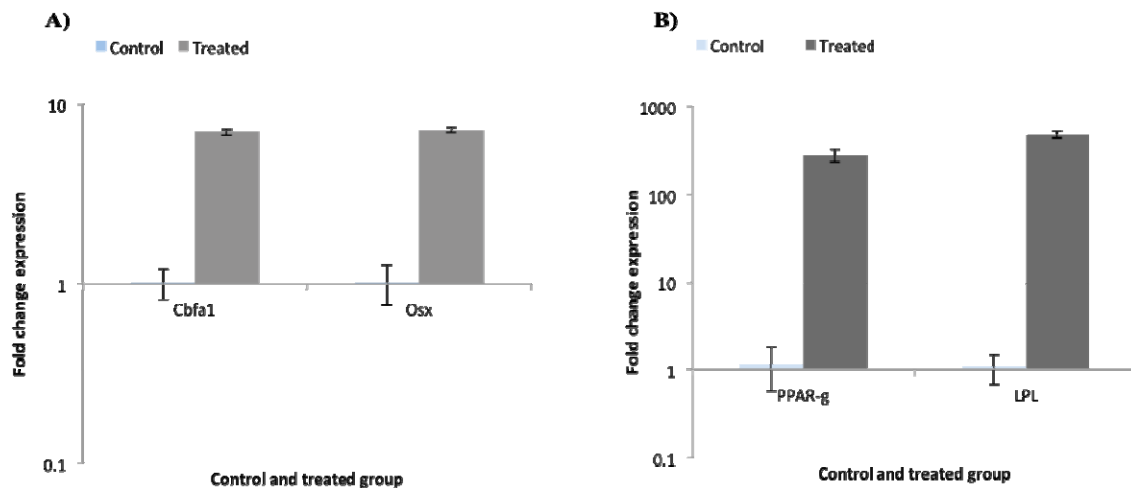 A)
Control Treated
10
1
0.1
Fold change expression
Cbfa1 Osx
Control and treated group
B)
Control Treated
1000
100
10
1
0.1
Fold change expression
PPAR-g LPL
Control and treated group